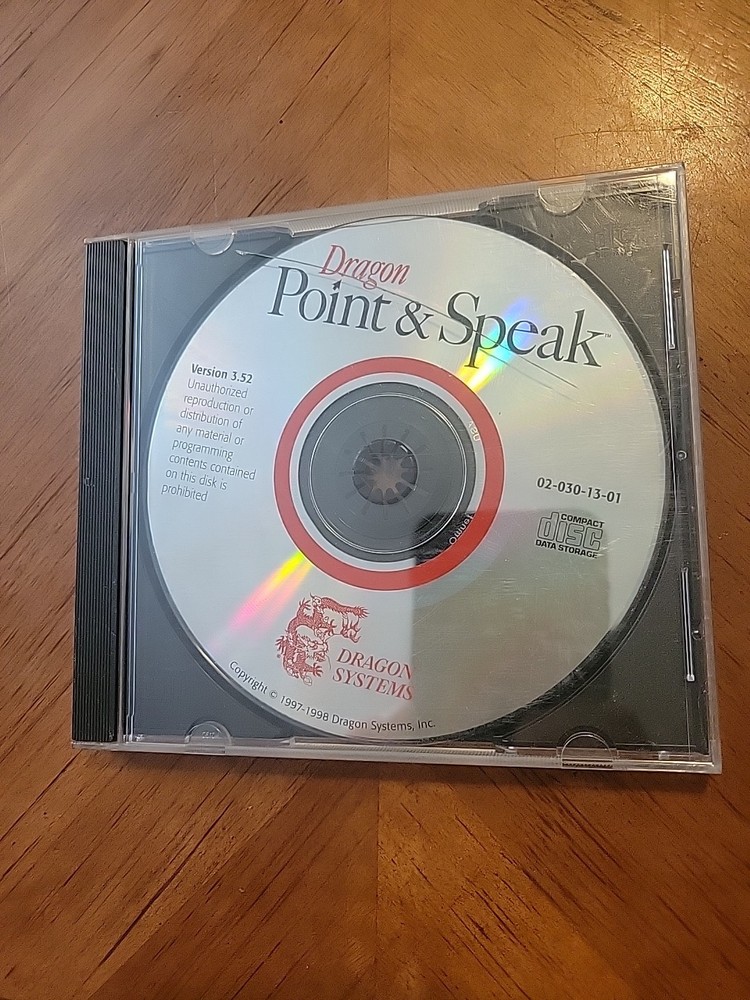 Dragon
Point & Speak™
Version 3.52
Unauthorized
reproduction or
distribution of
any material or
programming
contents contained
on this disk is
prohibited
02-030-13-01
COMPACT
disc
DATA STORAGE
DRAGON
SYSTEMS
Copyright © 1997-1998 Dragon Systems, Inc.